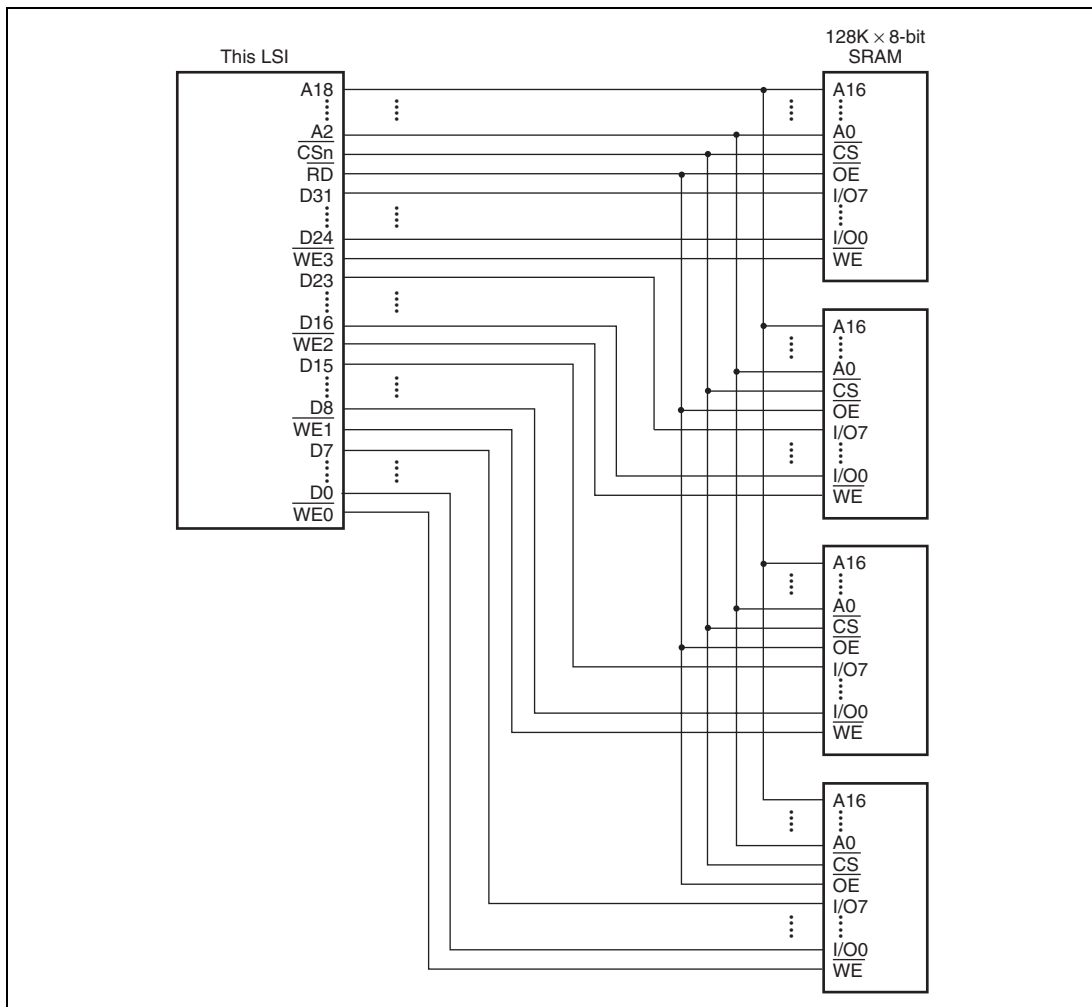 This LSI
A18
A2
CSn
RD
D31
D24
WE3
D23
D16
WE2
D15
D8
WE1
D7
D0
WE0
128K × 8-bit
SRAM
A16
A0
CS
OE
I/O7
I/O0
WE
A16
A0
CS
OE
I/O7
I/O0
WE
A16
A0
CS
OE
I/O7
I/O0
WE
A16
A0
CS
OE
I/O7
I/O0
WE